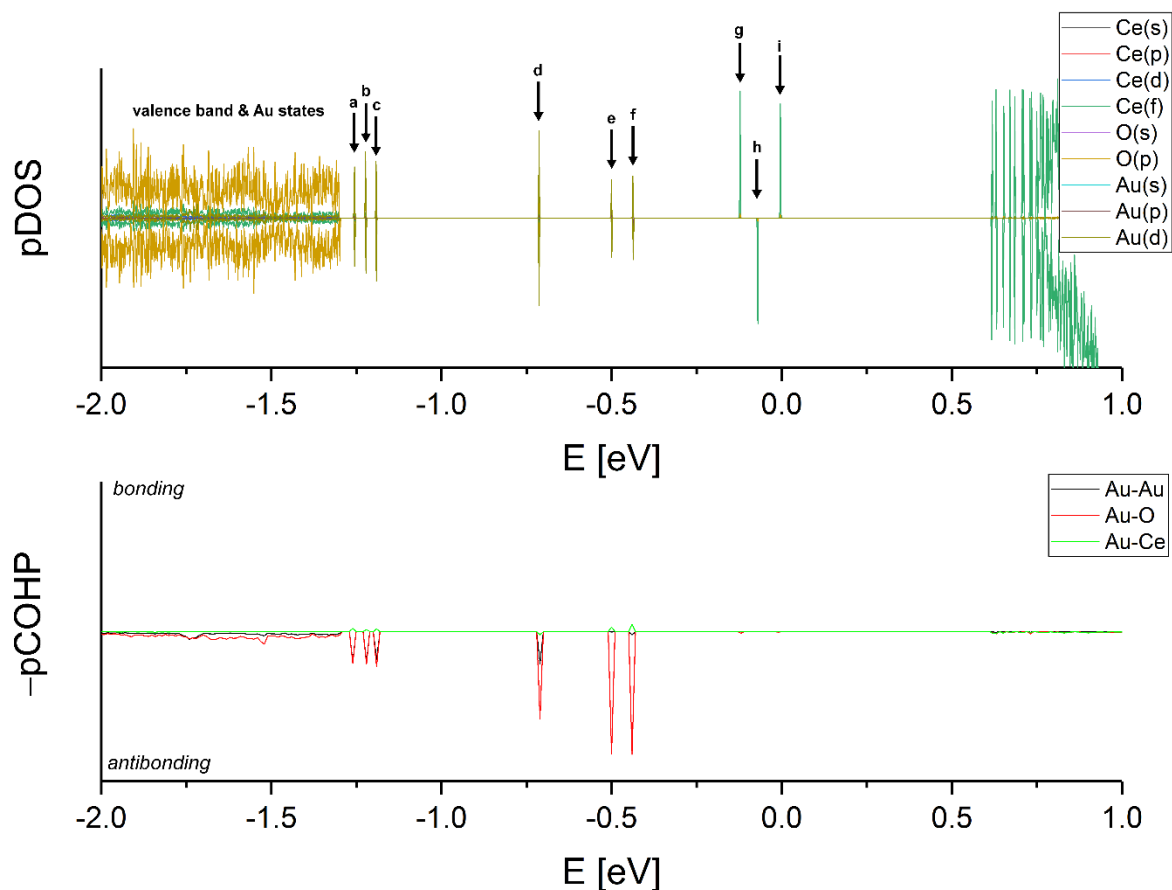 g
i
d
valence band & Au states
a
b
c
e
f
h
Ce(s)
Ce(p)
Ce(d)
Ce(f)
O(s)
O(p)
Au(s)
Au(p)
Au(d)
pDOS
-2.0 -1.5 -1.0 -0.5 0.0 0.5 1.0
E [eV]
bonding
Au-Au
Au-O
Au-Ce
−pCOHP
antibonding
-2.0 -1.5 -1.0 -0.5 0.0 0.5 1.0
E [eV]